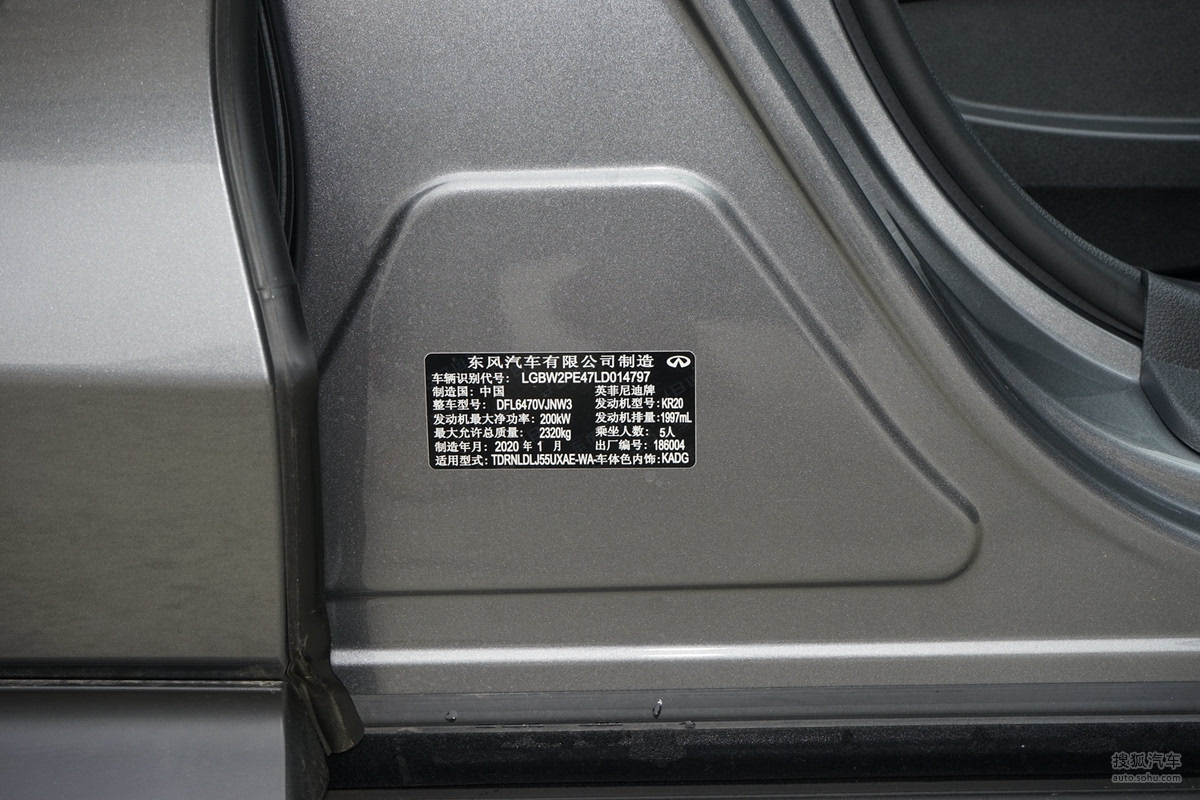 东风汽车有限公司制造
车辆识别代号： LGBW2PE47LD014797
制造国：中国 英菲尼迪牌
整车型号： DFL6470VJNW3 发动机型号：KR20
发动机最大净功率：200kW 发动机排量：1997mL
最大允许总质量： 2320kg 乘坐人数： 5人
制造年月：2020 年 1 月 出厂编号：186004
适用型式：TDRNLDLJ55UXAE-WA-车体色内饰：KADG
搜狐汽车
auto.sohu.com